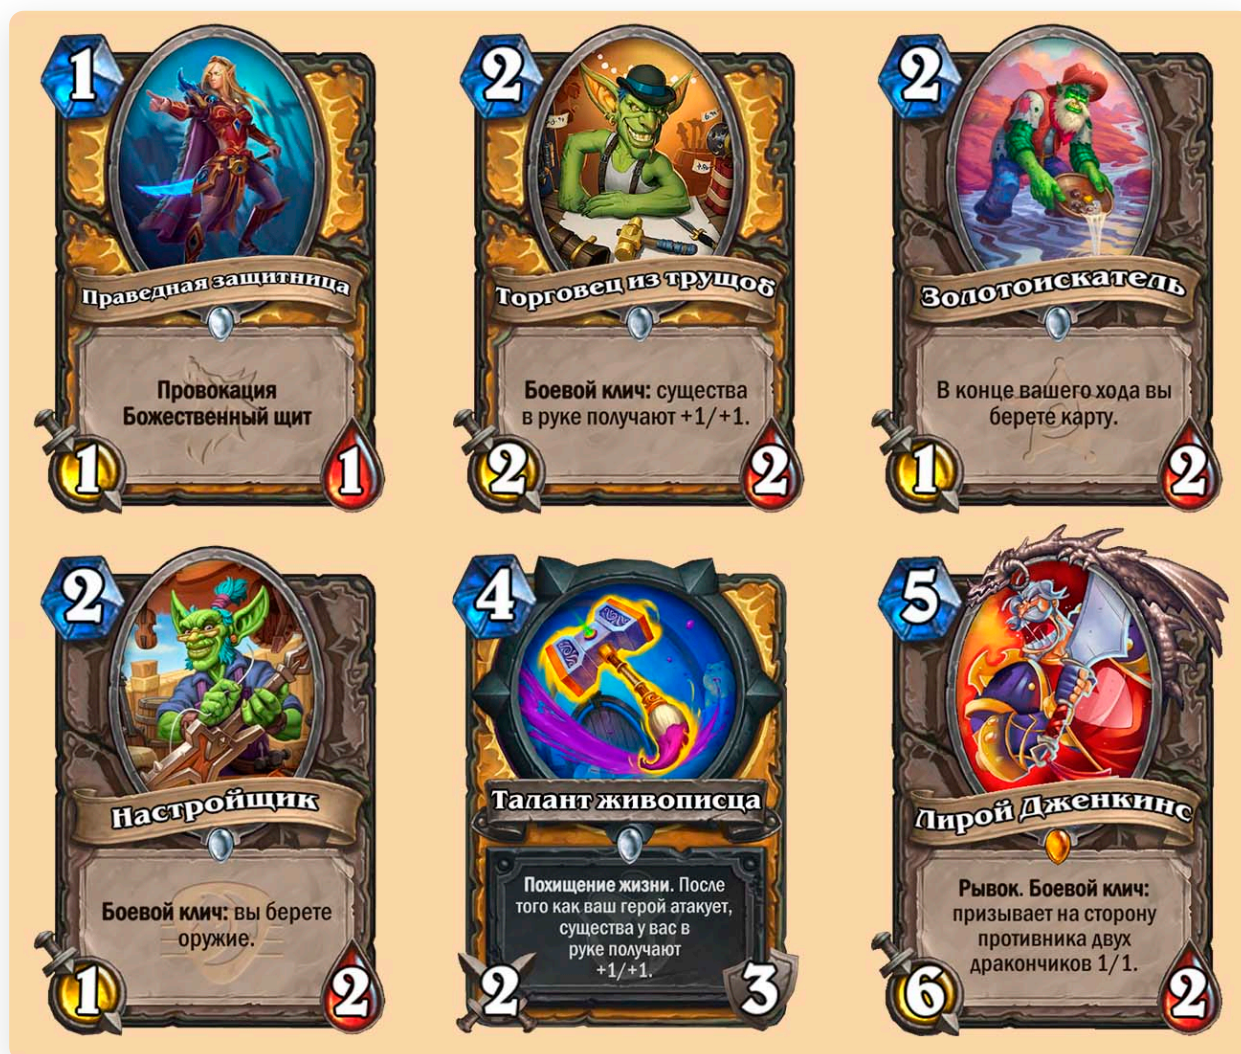 1
Праведная защитница
Провокация
Божественный щит
1
1
2
Торговец из трущоб
Боевой клич: существа
в руке получают +1/+1.
2
2
2
Золотоискатель
В конце вашего хода вы
берете карту.
1
2
2
Настройщик
Боевой клич: вы берете
оружие.
1
2
4
Талант живописца
Похищение жизни. После
того как ваш герой атакует,
существа у вас в
руке получают
+1/+1.
2
3
5
Лирой Дженкинс
Рывок. Боевой клич:
призывает на сторону
противника двух
дракончиков 1/1.
6
2